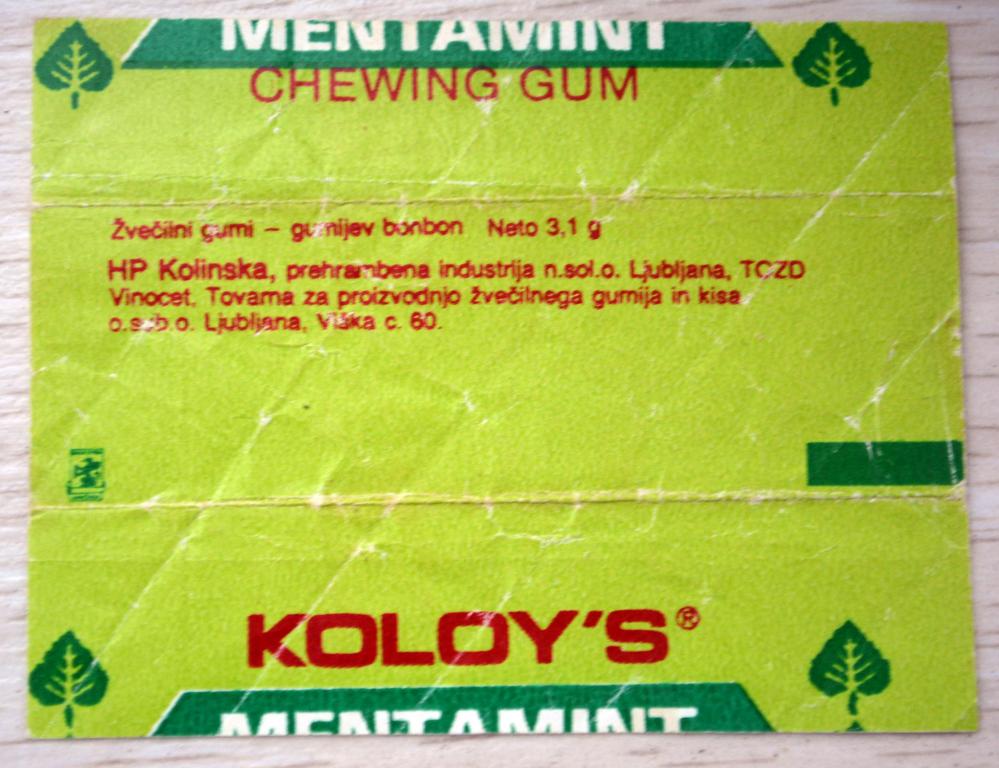 MENTAMINT
CHEWING GUM
Žvečilni gumi – gumijev bonbon Neto 3,1 g
HP Kolinska, prehrambena industrija n.sol.o. Ljubljana, TOZD
Vinocet, Tovarna za proizvodnjo žvečilnega gumija in kisa
o.sub.o. Ljubljana, Viška c. 60.
KOLOY'S®
MENTAMINT